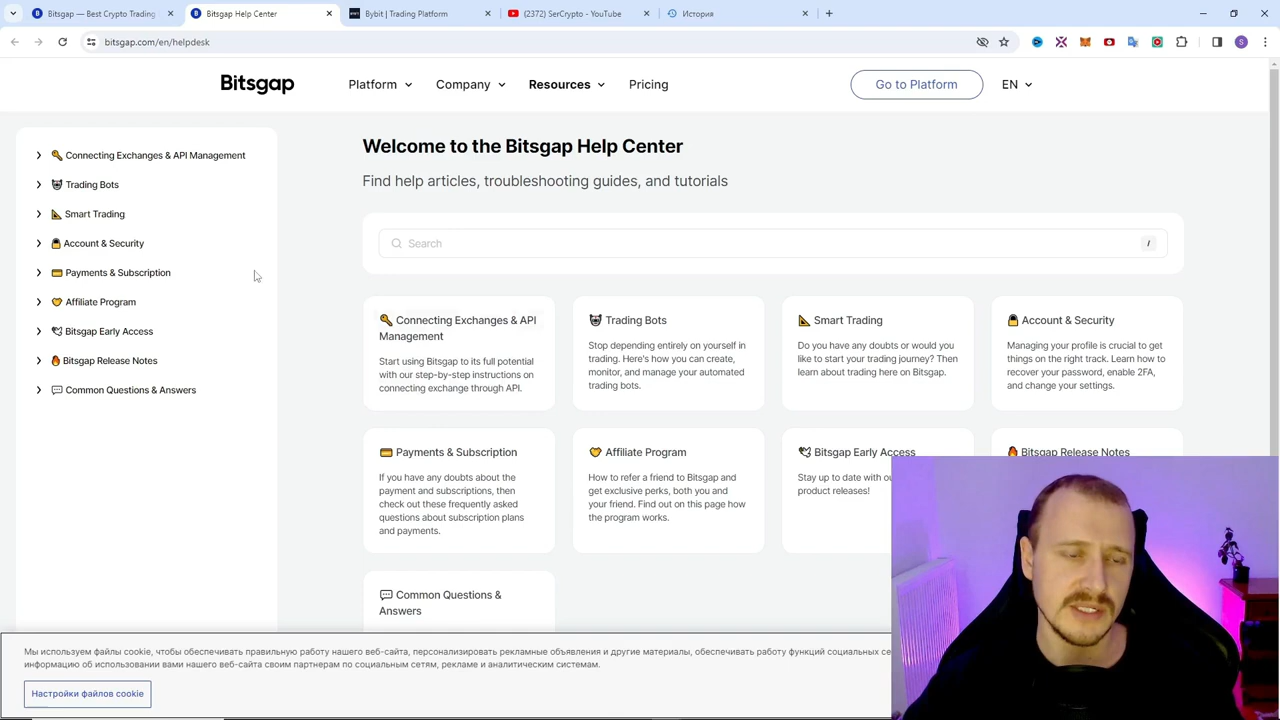 Bitsgap — Best Crypto Trading
Bitsgap Help Center
Bybit | Trading Platform
(2372) SerCrypto - YouTube
История
bitsgap.com/en/helpdesk
S
Bitsgap
Platform
Company
Resources
Pricing
Go to Platform
EN
Connecting Exchanges & API Management
Trading Bots
Smart Trading
Account & Security
Payments & Subscription
Affiliate Program
Bitsgap Early Access
Bitsgap Release Notes
Common Questions & Answers
Welcome to the Bitsgap Help Center
Find help articles, troubleshooting guides, and tutorials
Search
/
Connecting Exchanges & API
Management
Start using Bitsgap to its full potential
with our step-by-step instructions on
connecting exchange through API.
Trading Bots
Stop depending entirely on yourself in
trading. Here's how you can create,
monitor, and manage your automated
trading bots.
Smart Trading
Do you have any doubts or would you
like to start your trading journey? Then
learn about trading here on Bitsgap.
Account & Security
Managing your profile is crucial to get
things on the right track. Learn how to
recover your password, enable 2FA,
and change your settings.
Payments & Subscription
If you have any doubts about the
payment and subscriptions, then
check out these frequently asked
questions about subscription plans
and payments.
Affiliate Program
How to refer a friend to Bitsgap and
get exclusive perks, both you and
your friend. Find out on this page how
the program works.
Bitsgap Early Access
Stay up to date with ou
product releases!
Bitsgap Release Notes
Common Questions &
Answers
Мы используем файлы cookie, чтобы обеспечивать правильную работу нашего веб-сайта, персонализировать рекламные объявления и другие материалы, обеспечивать работу функций социальных се
информацию об использовании вами нашего веб-сайта своим партнерам по социальным сетям, рекламе и аналитическим системам.
Настройки файлов cookie